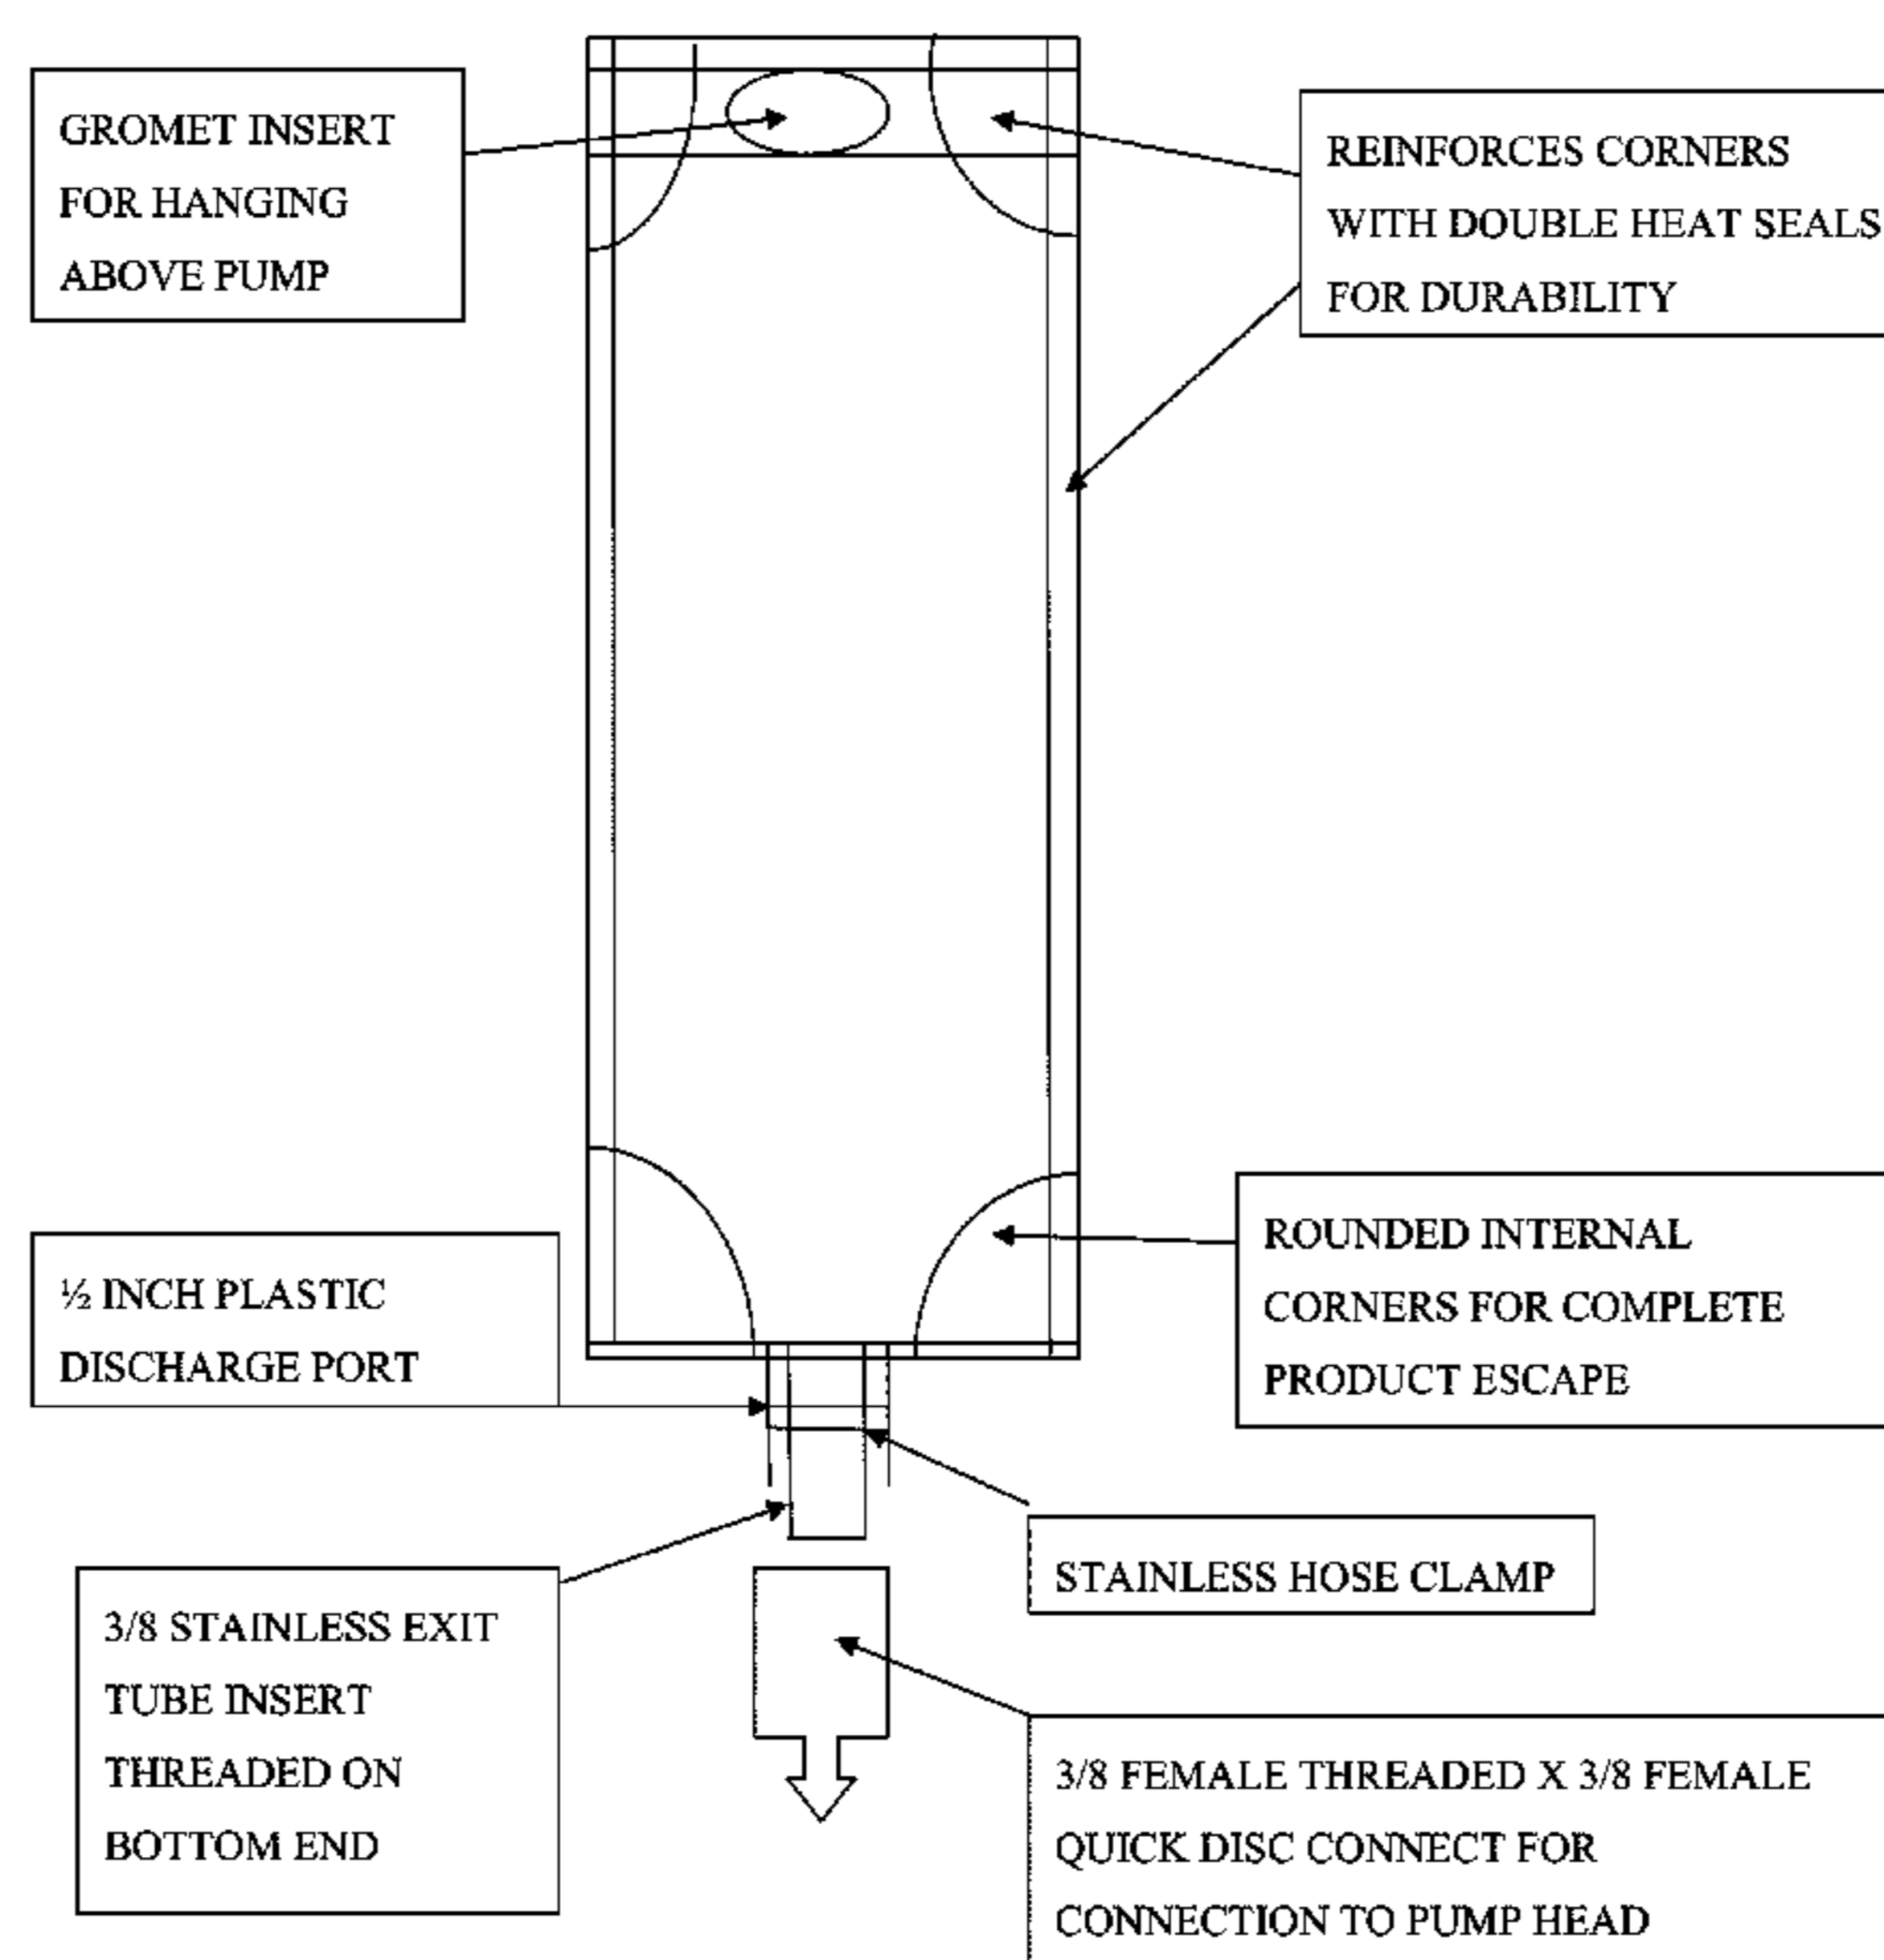 GROMET INSERT
FOR HANGING
ABOVE PUMP
REINFORCES CORNERS
WITH DOUBLE HEAT SEALS
FOR DURABILITY
½ INCH PLASTIC
DISCHARGE PORT
ROUNDED INTERNAL
CORNERS FOR COMPLETE
PRODUCT ESCAPE
STAINLESS HOSE CLAMP
3/8 STAINLESS EXIT
TUBE INSERT
THREADED ON
BOTTOM END
3/8 FEMALE THREADED X 3/8 FEMALE
QUICK DISC CONNECT FOR
CONNECTION TO PUMP HEAD